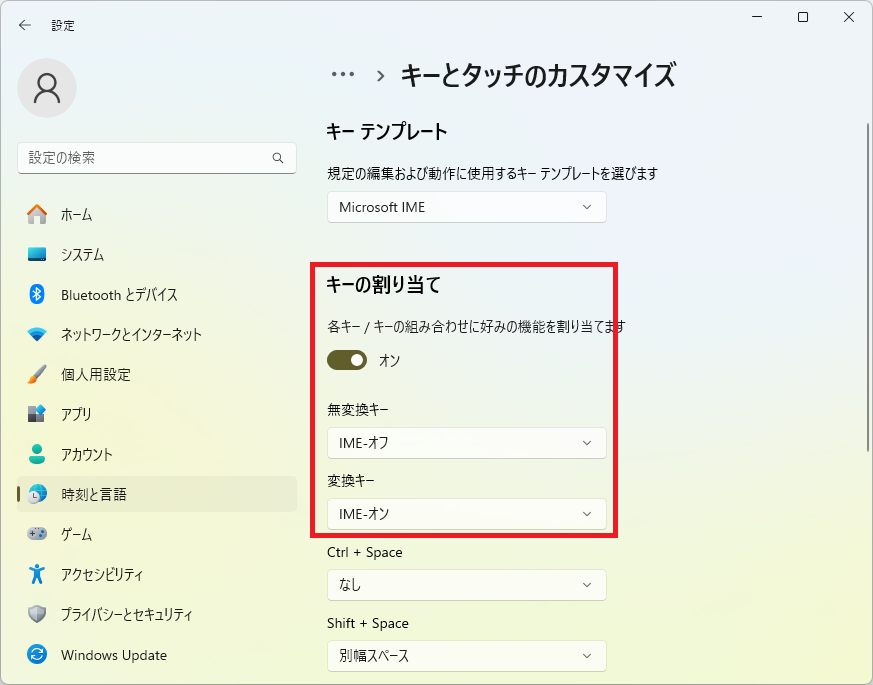 設定
設定の検索
ホーム
システム
Bluetooth とデバイス
ネットワークとインターネット
個人用設定
アプリ
アカウント
時刻と言語
ゲーム
アクセシビリティ
プライバシーとセキュリティ
Windows Update
… › キーとタッチのカスタマイズ
キー テンプレート
規定の編集および動作に使用するキー テンプレートを選びます
Microsoft IME
キーの割り当て
各キー / キーの組み合わせに好みの機能を割り当てます
オン
無変換キー
IME-オフ
変換キー
IME-オン
Ctrl + Space
なし
Shift + Space
別幅スペース